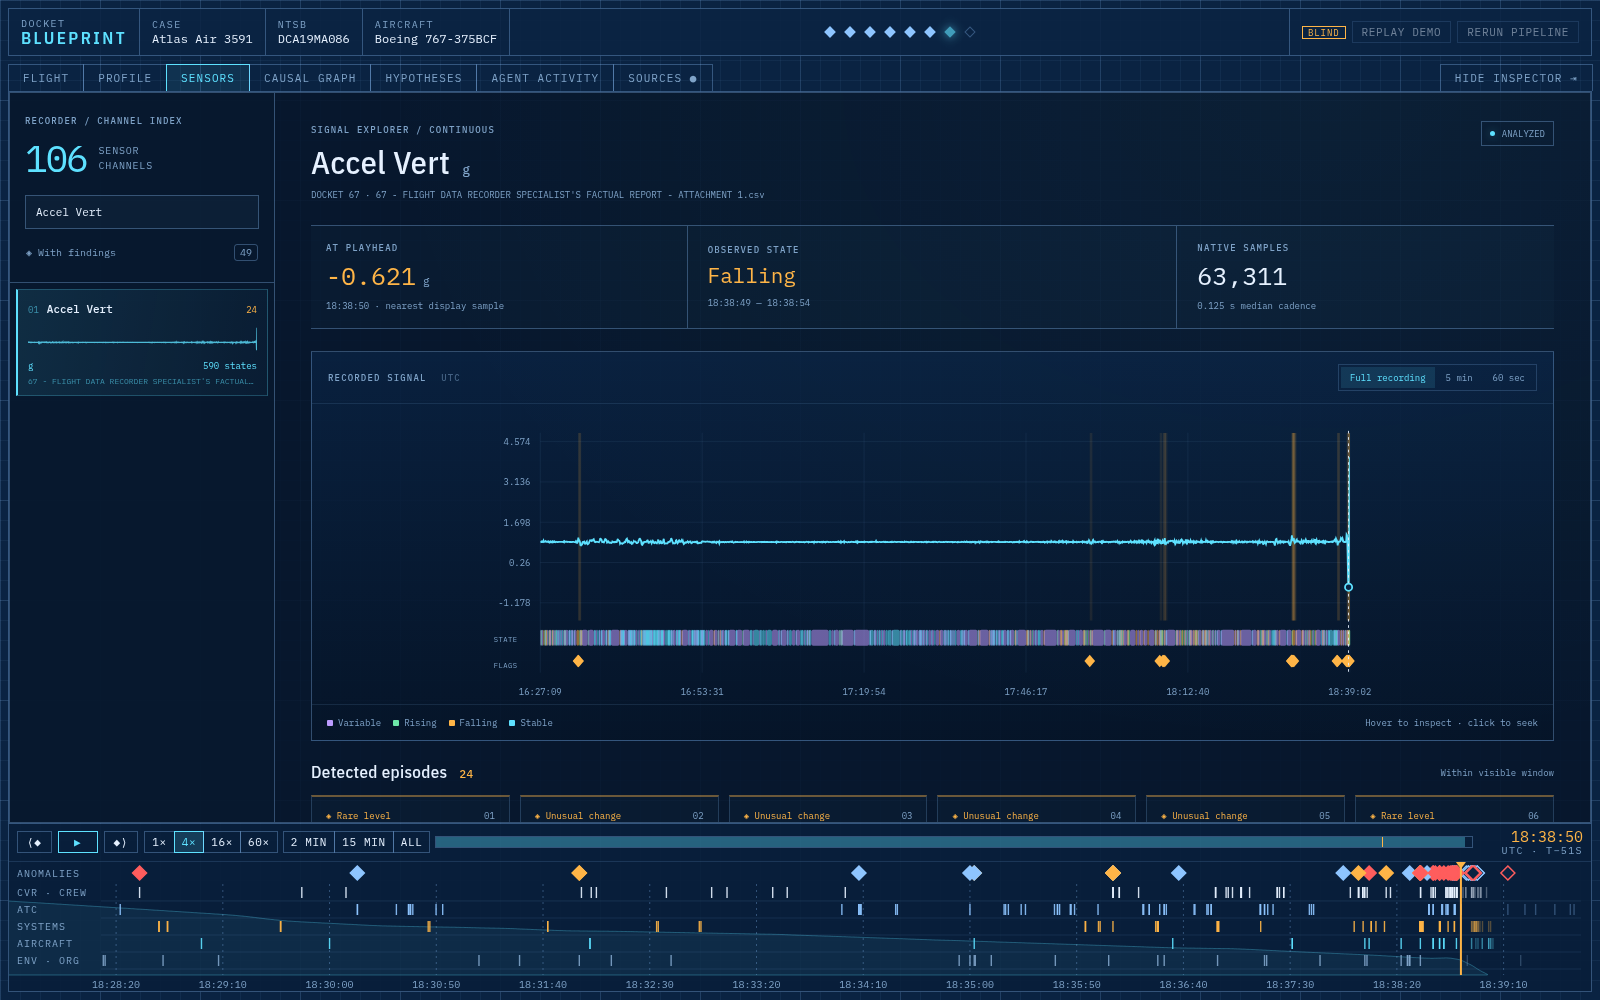 DOCKET
BLUEPRINT
CASE
Atlas Air 3591
NTSB
DCA19MA086
AIRCRAFT
Boeing 767-375BCF
BLIND
REPLAY DEMO
RERUN PIPELINE
FLIGHT
PROFILE
SENSORS
CAUSAL GRAPH
HYPOTHESES
AGENT ACTIVITY
SOURCES
HIDE INSPECTOR
RECORDER / CHANNEL INDEX
106
SENSOR
CHANNELS
Accel Vert
With findings
49
01 Accel Vert 24
g
590 states
67 - FLIGHT DATA RECORDER SPECIALIST'S FACTUAL…
SIGNAL EXPLORER / CONTINUOUS
ANALYZED
Accel Vert g
DOCKET 67 · 67 - FLIGHT DATA RECORDER SPECIALIST'S FACTUAL REPORT - ATTACHMENT 1.csv
AT PLAYHEAD
-0.621 g
18:38:50 · nearest display sample
OBSERVED STATE
Falling
18:38:49 — 18:38:54
NATIVE SAMPLES
63,311
0.125 s median cadence
RECORDED SIGNAL UTC
Full recording 5 min 60 sec
4.574
3.136
1.698
0.26
-1.178
STATE
FLAGS
16:27:09 16:53:31 17:19:54 17:46:17 18:12:40 18:39:02
Variable Rising Falling Stable
Hover to inspect · click to seek
Detected episodes 24
Within visible window
Rare level 01
Unusual change 02
Unusual change 03
Unusual change 04
Unusual change 05
Rare level 06
1× 4× 16× 60×
2 MIN 15 MIN ALL
18:38:50
UTC · T-51S
ANOMALIES
CVR · CREW
ATC
SYSTEMS
AIRCRAFT
ENV · ORG
18:28:20 18:29:10 18:30:00 18:30:50 18:31:40 18:32:30 18:33:20 18:34:10 18:35:00 18:35:50 18:36:40 18:37:30 18:38:20 18:39:10